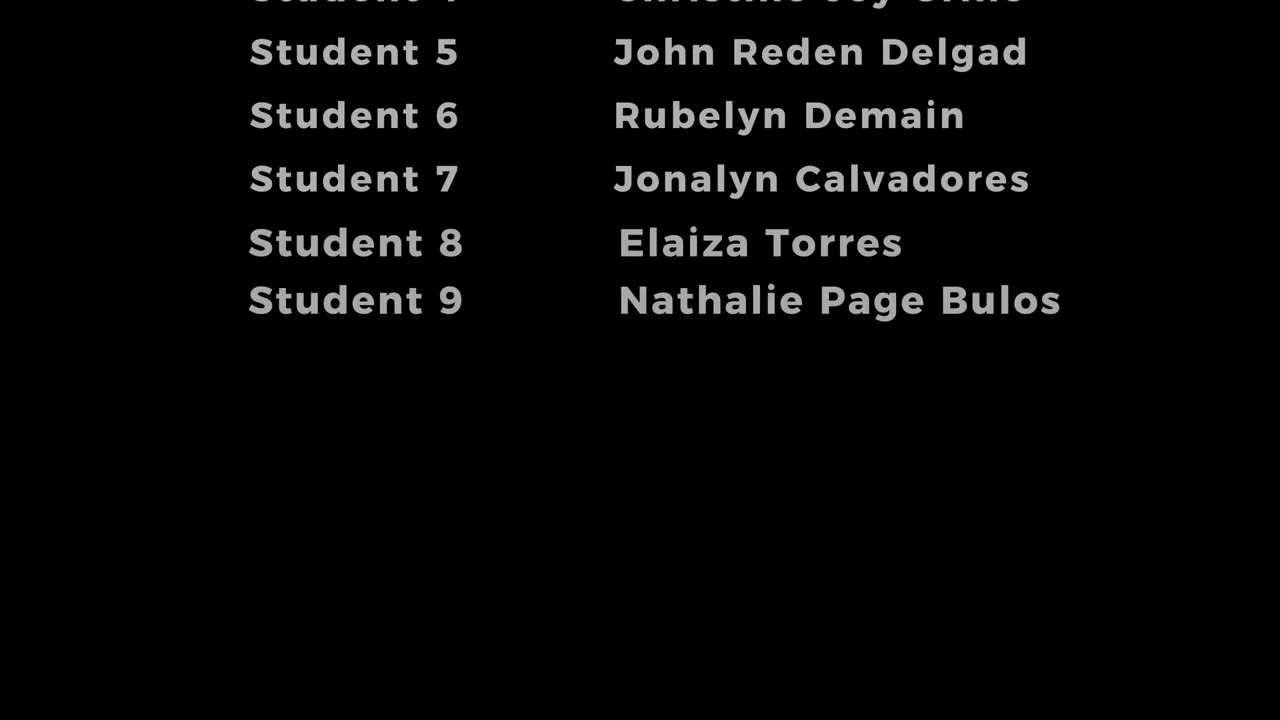 Student 5 John Reden Delgad
Student 6 Rubelyn Demain
Student 7 Jonalyn Calvadores
Student 8 Elaiza Torres
Student 9 Nathalie Page Bulos